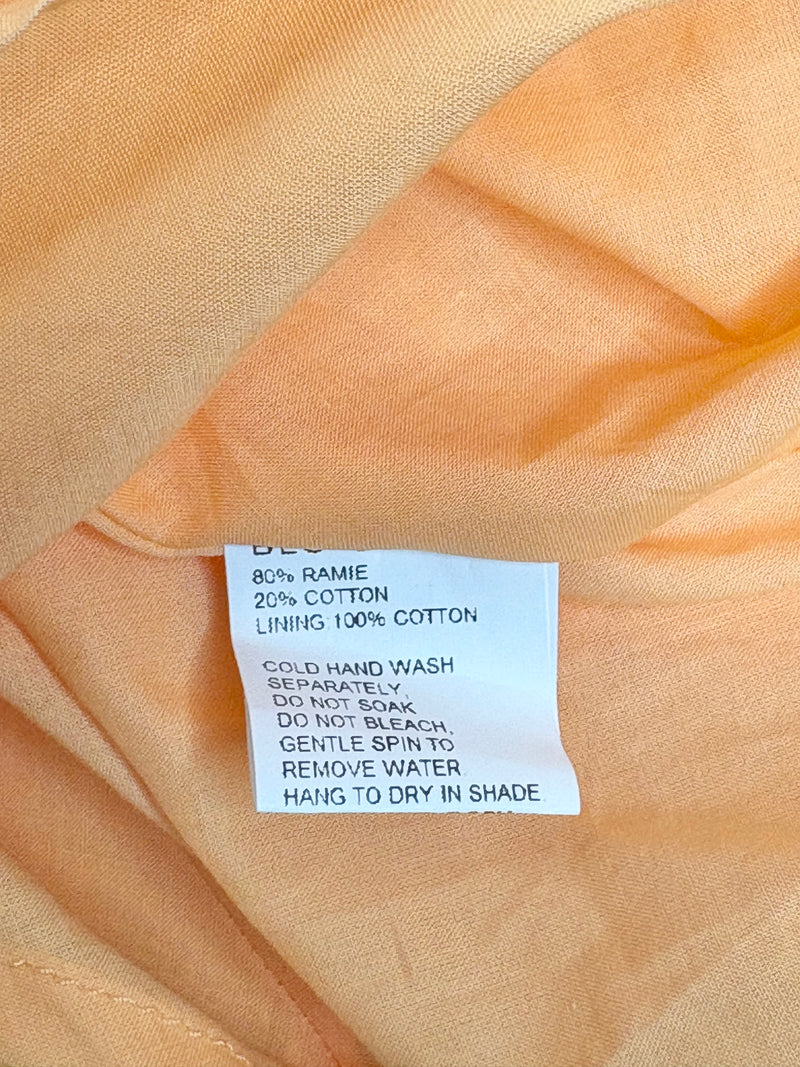 80% RAMIE
20% COTTON
LINING 100% COTTON
COLD HAND WASH
SEPARATELY,
DO NOT SOAK
DO NOT BLEACH,
GENTLE SPIN TO
REMOVE WATER
HANG TO DRY IN SHADE